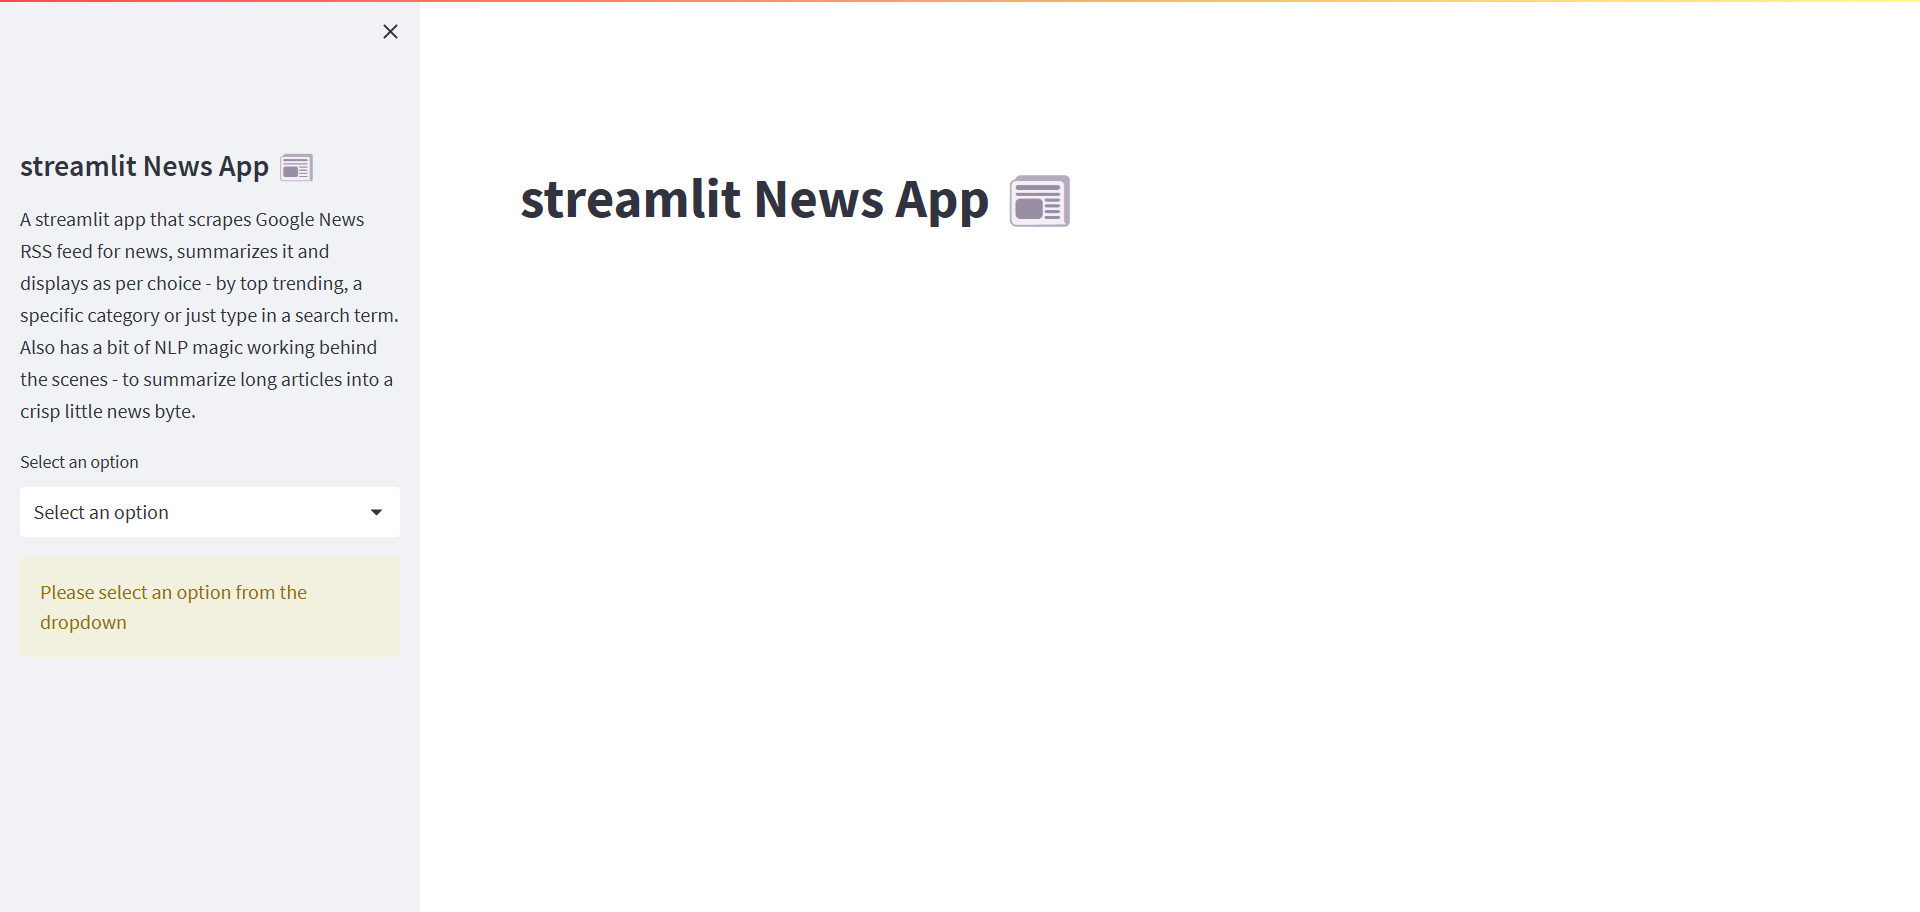 streamlit News App
A streamlit app that scrapes Google News
RSS feed for news, summarizes it and
displays as per choice - by top trending, a
specific category or just type in a search term.
Also has a bit of NLP magic working behind
the scenes - to summarize long articles into a
crisp little news byte.
Select an option
Select an option
Please select an option from the
dropdown
streamlit News App